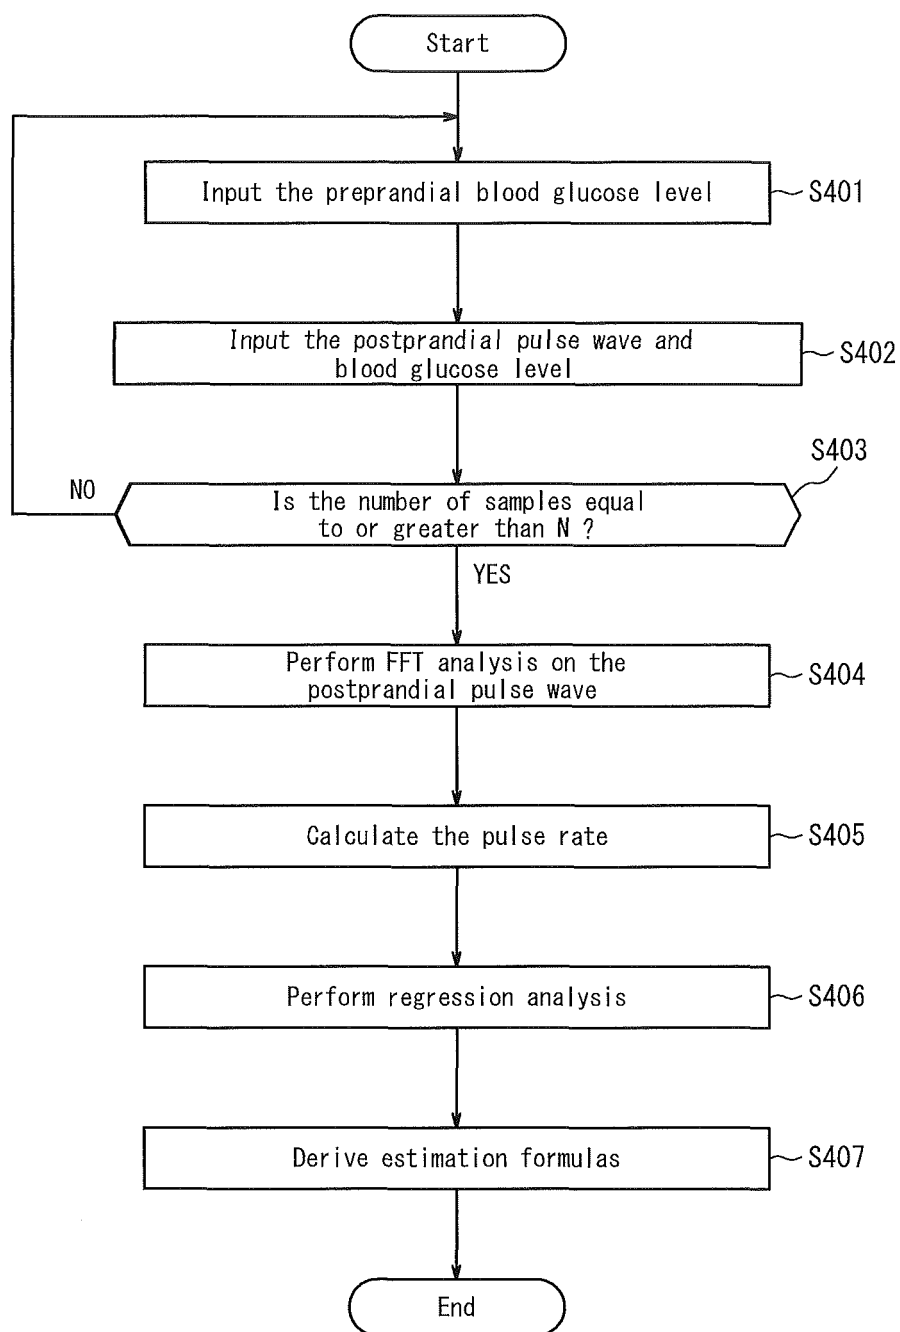 Start
Input the preprandial blood glucose level
S401
Input the postprandial pulse wave and
blood glucose level
S402
S403
NO
Is the number of samples equal
to or greater than N ?
YES
Perform FFT analysis on the
postprandial pulse wave
S404
Calculate the pulse rate
S405
Perform regression analysis
S406
Derive estimation formulas
S407
End